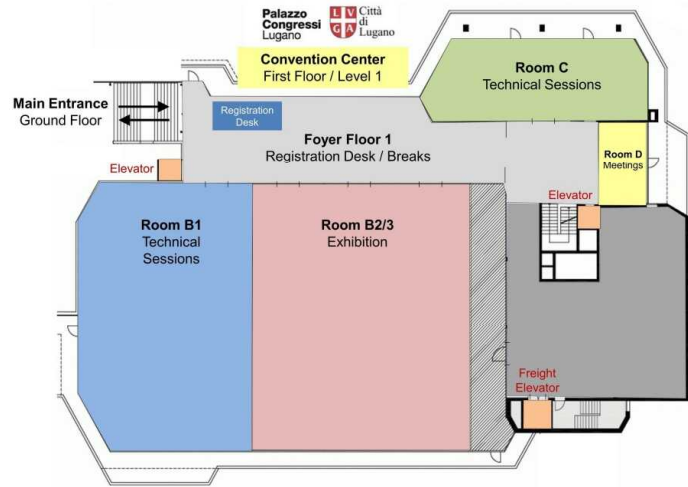 Palazzo
Congressi
Lugano
LV
GA
Città
di
Lugano
Convention Center
First Floor / Level 1
Room C
Technical Sessions
Main Entrance
Ground Floor
Registration
Desk
Foyer Floor 1
Registration Desk / Breaks
Room D
Meetings
Elevator
Elevator
Room B1
Technical
Sessions
Room B2/3
Exhibition
Freight
Elevator